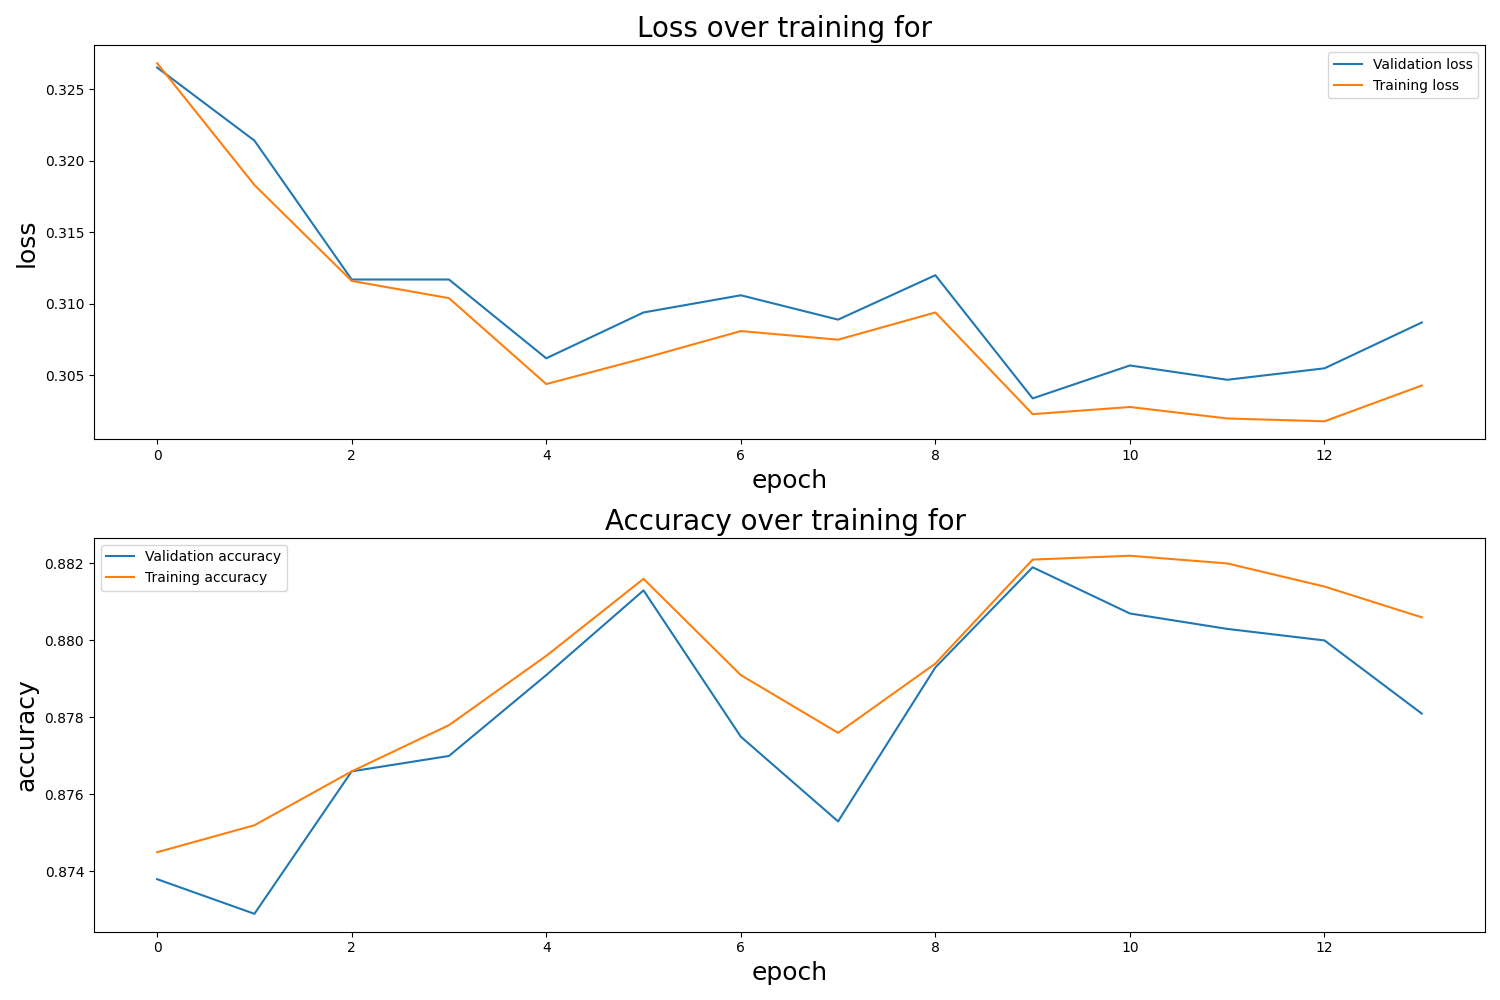 Loss over training for
Validation loss
Training loss
0.325
0.320
0.315
0.310
0.305
loss
0 2 4 6 8 10 12
epoch
Accuracy over training for
Validation accuracy
Training accuracy
0.882
0.880
0.878
0.876
0.874
accuracy
0 2 4 6 8 10 12
epoch